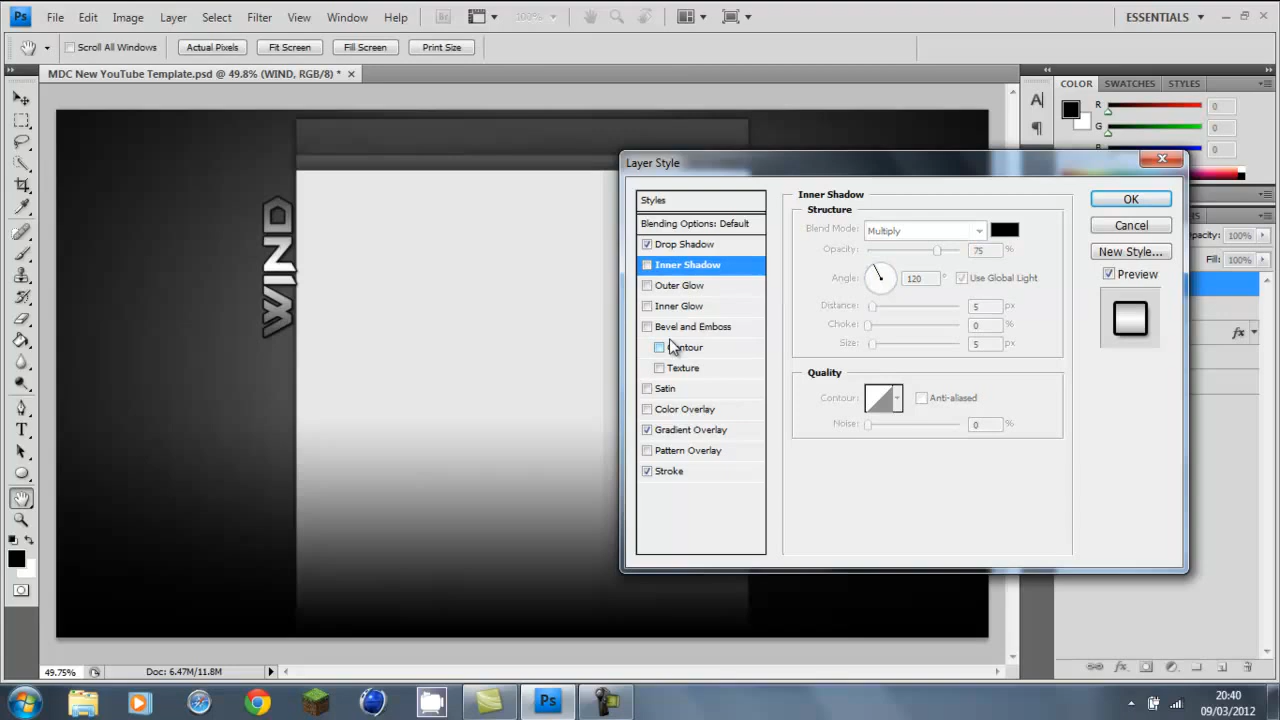 Ps File Edit Image Layer Select Filter View Window Help Br 100% ESSENTIALS
Scroll All Windows Actual Pixels Fit Screen Fill Screen Print Size
MDC New YouTube Template.psd @ 49.8% (WIND, RGB/8) *
COLOR SWATCHES STYLES
R 0
G 0
B 0
WIND
Layer Style
Styles
Blending Options: Default
Drop Shadow
Inner Shadow
Outer Glow
Inner Glow
Bevel and Emboss
Contour
Texture
Satin
Color Overlay
Gradient Overlay
Pattern Overlay
Stroke
Inner Shadow
Structure
Blend Mode: Multiply
Opacity: 75 %
Angle: 120 ° Use Global Light
Distance: 5 px
Choke: 0 %
Size: 5 px
Quality
Contour: Anti-aliased
Noise: 0 %
OK
Cancel
New Style...
Preview
100%
Fill: 100%
fx
49.75% Doc: 6.47M/11.8M
Ps
20:40
09/03/2012